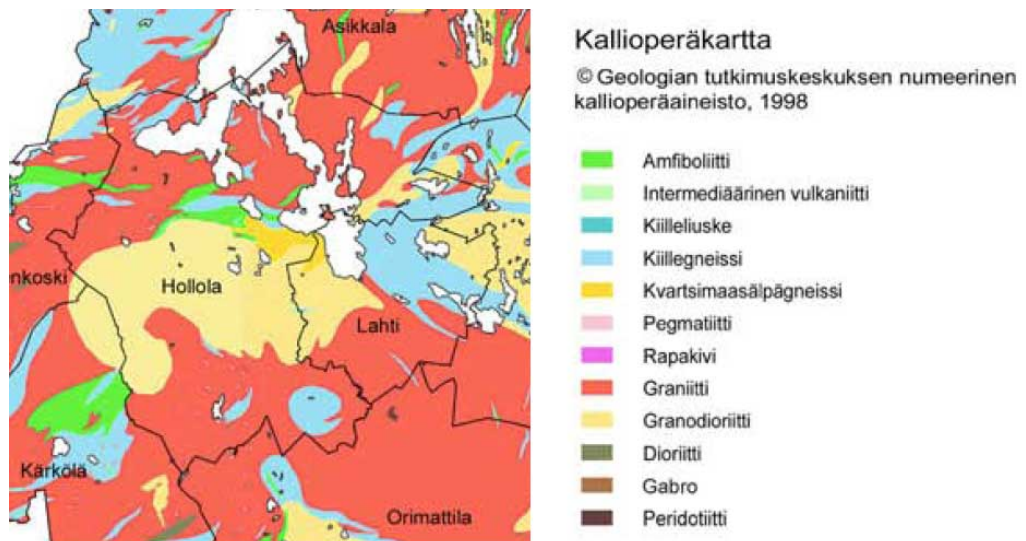 Asikkala
enkoski
Hollola
Lahti
Kärkölä
Orimattila
Kallioperäkartta
© Geologian tutkimuskeskuksen numeerinen
kallioperäaineisto, 1998
Amfiboliitti
Intermediäärinen vulkaniitti
Kiilleliuske
Kiillegneissi
Kvartsimaasälpägneissi
Pegmatiitti
Rapakivi
Graniitti
Granodioriitti
Dioriitti
Gabro
Peridotiitti